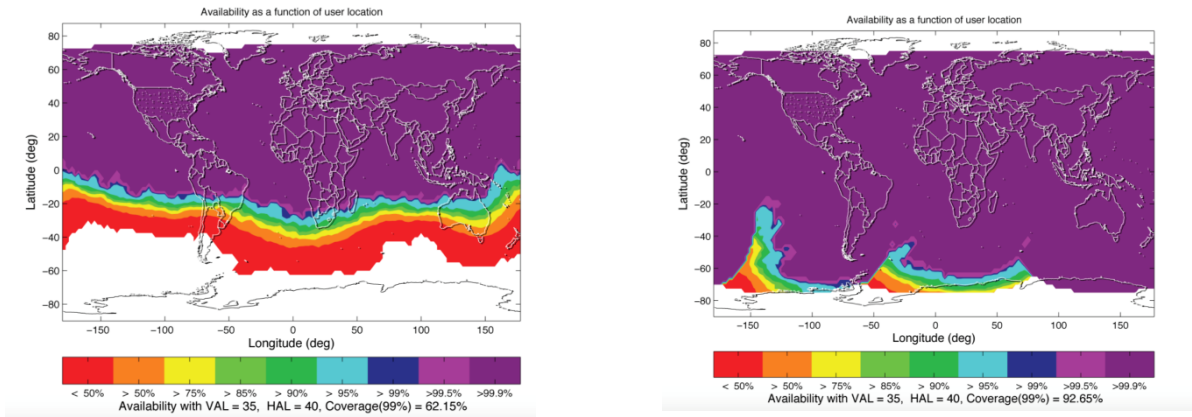 Availability as a function of user location
80
60
40
20
0
−20
−40
−60
−80
Latitude (deg)
−150 −100 −50 0 50 100 150
Longitude (deg)
< 50% > 50% > 75% > 85% > 90% > 95% > 99% >99.5% >99.9%
Availability with VAL = 35, HAL = 40, Coverage(99%) = 62.15%
Availability as a function of user location
80
60
40
20
0
−20
−40
−60
−80
Latitude (deg)
−150 −100 −50 0 50 100 150
Longitude (deg)
< 50% > 50% > 75% > 85% > 90% > 95% > 99% >99.5% >99.9%
Availability with VAL = 35, HAL = 40, Coverage(99%) = 92.65%